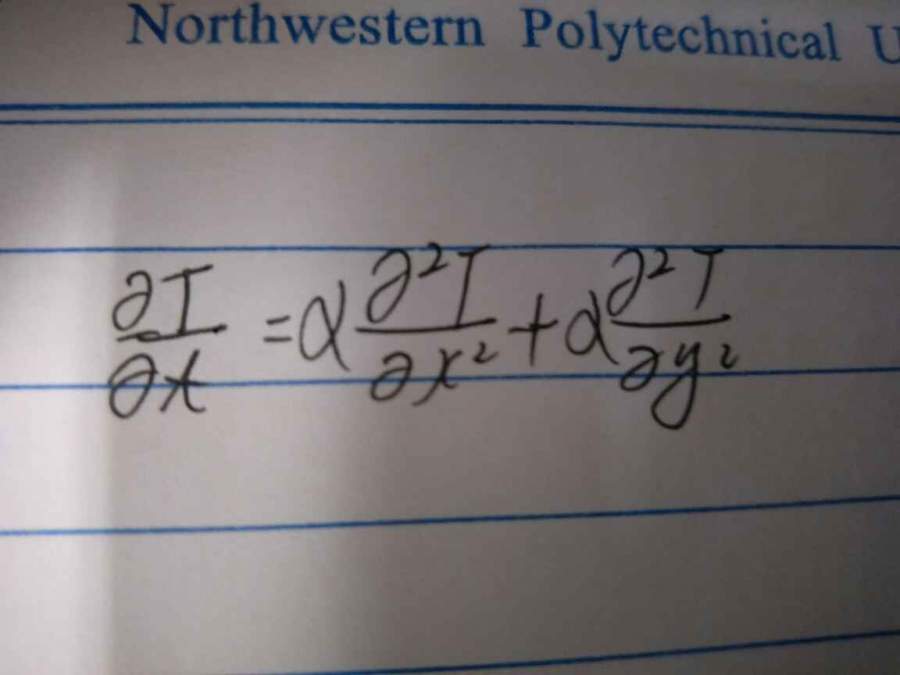 Northwestern Polytechnical U
∂T/∂t = α ∂²T/∂x² + α ∂²T/∂y²